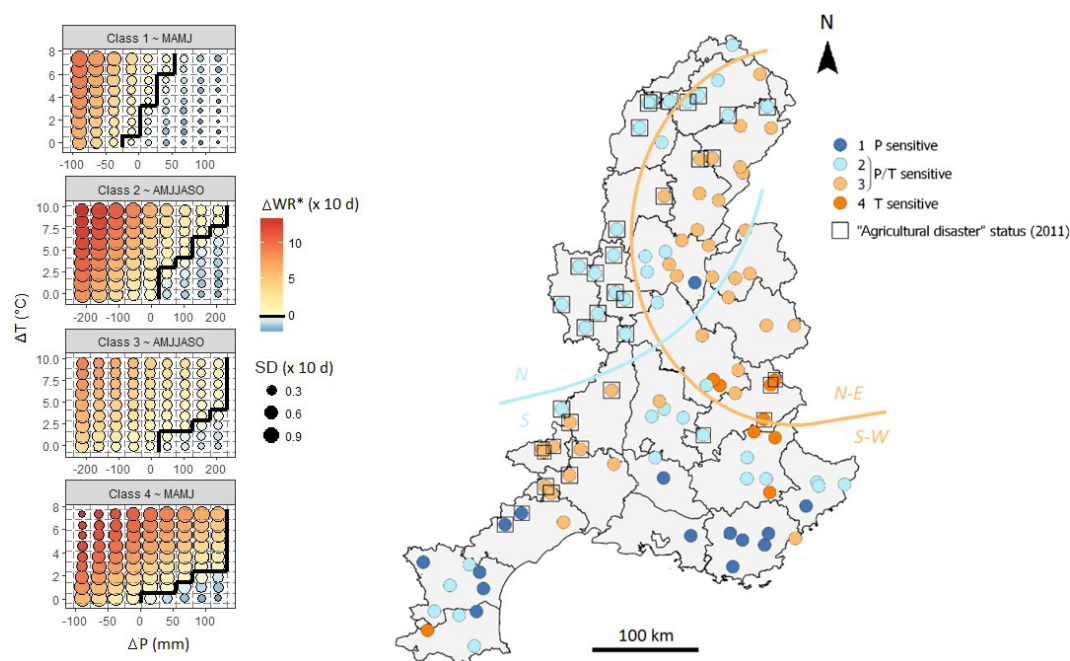 Class 1 ~ MAMJ
8
6
4
2
0
-100 -50 0 50 100
Class 2 ~ AMJJASO
10.0
7.5
5.0
2.5
0.0
-200 -100 0 100 200
Class 3 ~ AMJJASO
10.0
7.5
5.0
2.5
0.0
-200 -100 0 100 200
Class 4 ~ MAMJ
8
6
4
2
0
-100 -50 0 50 100
ΔT (°C)
ΔP (mm)
ΔWR* (x 10 d)
10
5
0
SD (x 10 d)
0.3
0.6
0.9
N
1 P sensitive
2
3
P/T sensitive
4 T sensitive
"Agricultural disaster" status (2011)
N
S
N-E
S-W
100 km